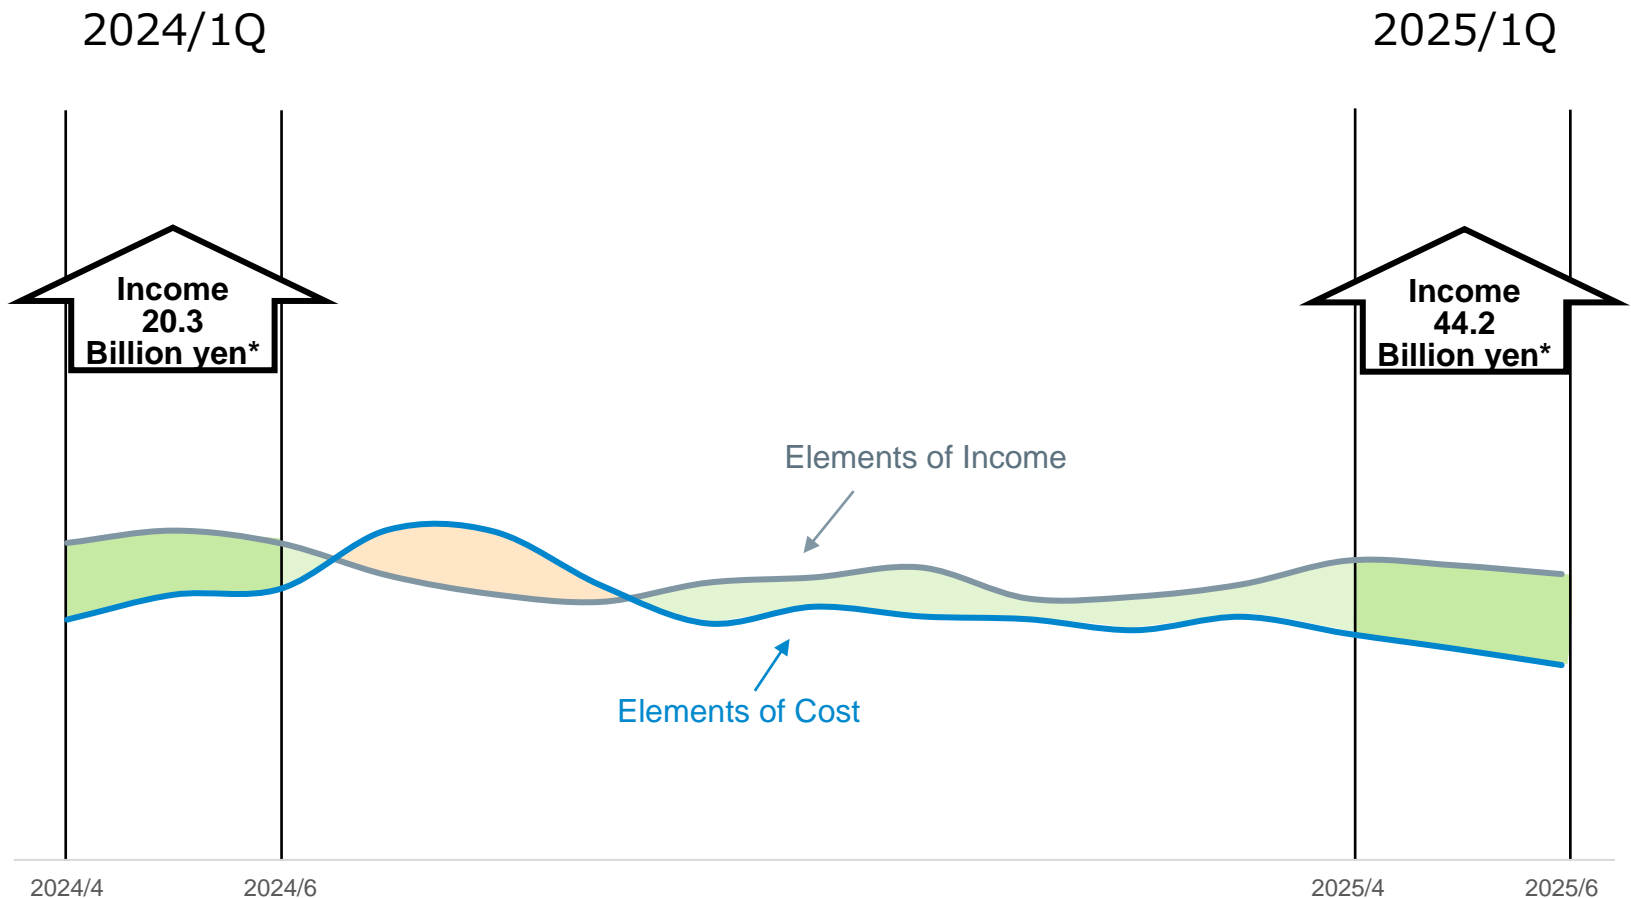 2024/1Q
2025/1Q
Income
20.3
Billion yen*
Income
44.2
Billion yen*
Elements of Income
Elements of Cost
2024/4
2024/6
2025/4
2025/6